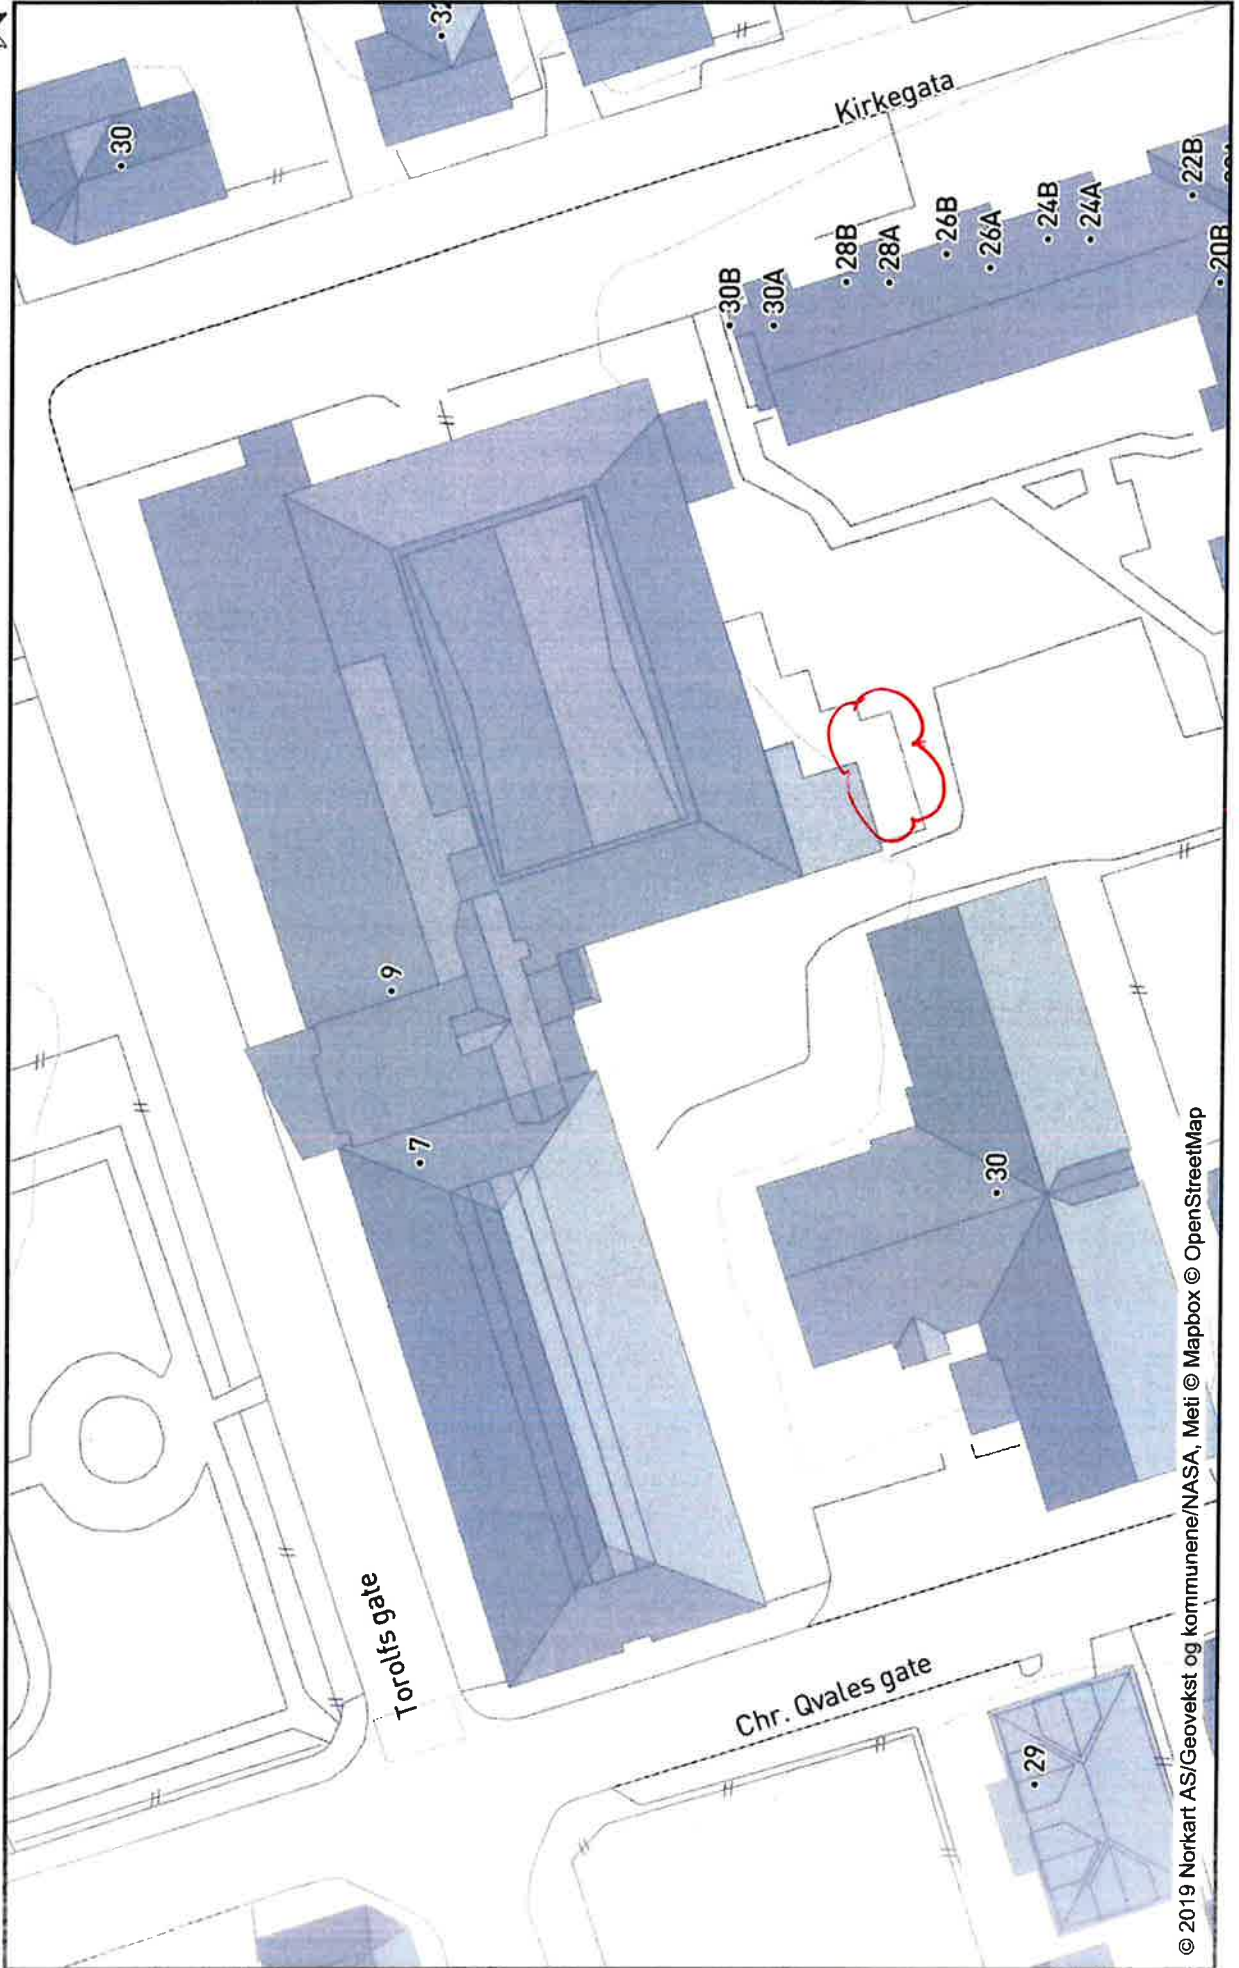 30
32
Kirkegata
30B
30A
28B
28A
26B
26A
24B
24A
22B
20B
9
7
30
Torolfs gate
Chr. Qvales gate
29
© 2019 Norkart AS/Geovekst og kommunene/NASA, Meti © Mapbox © OpenStreetMap